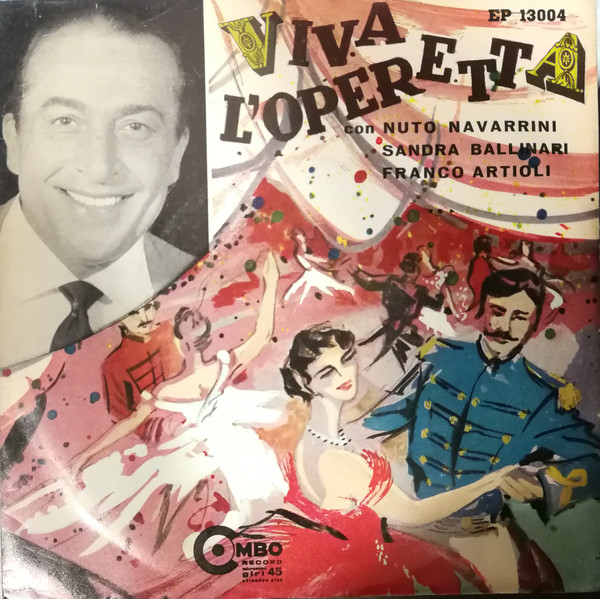 EP 13004
VIVA
L'OPERETTA
con NUTO NAVARRINI
SANDRA BALLINARI
FRANCO ARTIOLI
COMBO
RECORD
giri 45
extended play